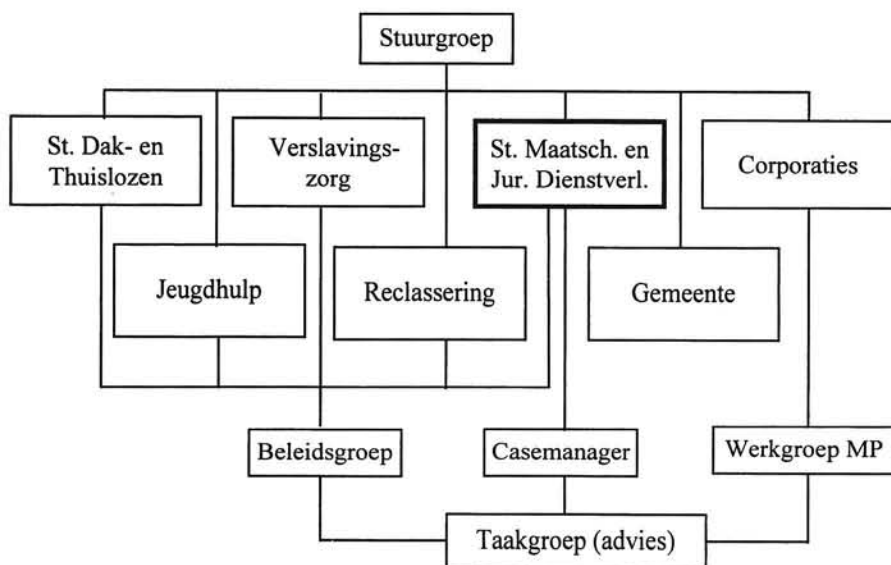 Stuurgroep
St. Dak- en
Thuislozen
Verslavings-
zorg
St. Maatsch. en
Jur. Dienstverl.
Corporaties
Jeugdhulp
Reclassering
Gemeente
Beleidsgroep
Casemanager
Werkgroep MP
Taakgroep (advies)